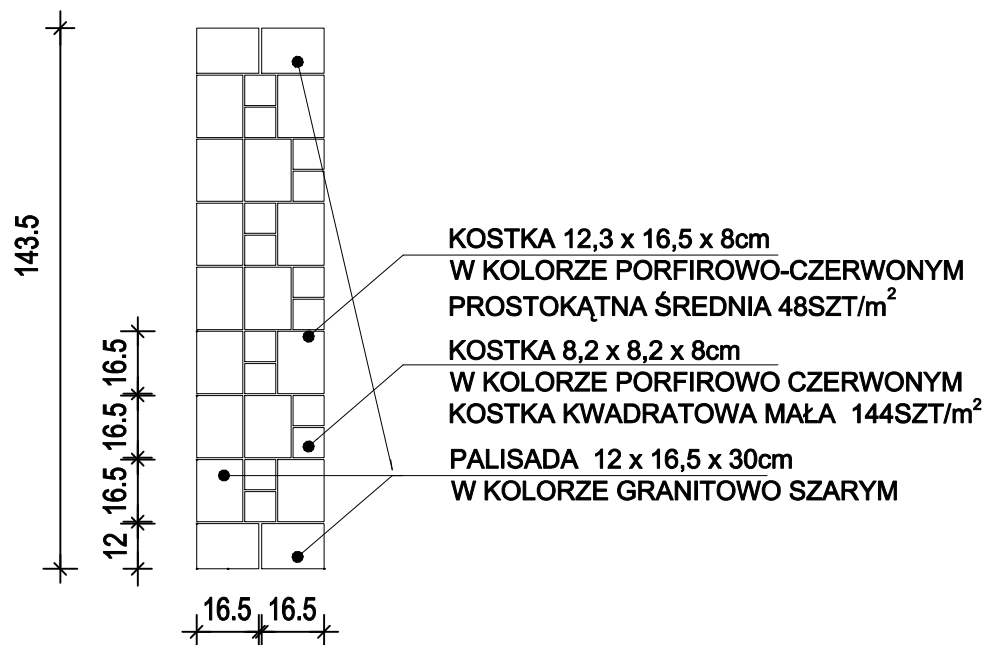 143.5
KOSTKA 12,3 x 16,5 x 8cm
W KOLORZE PORFIROWO-CZERWONYM
PROSTOKĄTNA ŚREDNIA 48SZT/m²
KOSTKA 8,2 x 8,2 x 8cm
W KOLORZE PORFIROWO CZERWONYM
KOSTKA KWADRATOWA MAŁA 144SZT/m²
PALISADA 12 x 16,5 x 30cm
W KOLORZE GRANITOWO SZARYM
16.5
16.5
16.5
12
16.5 16.5